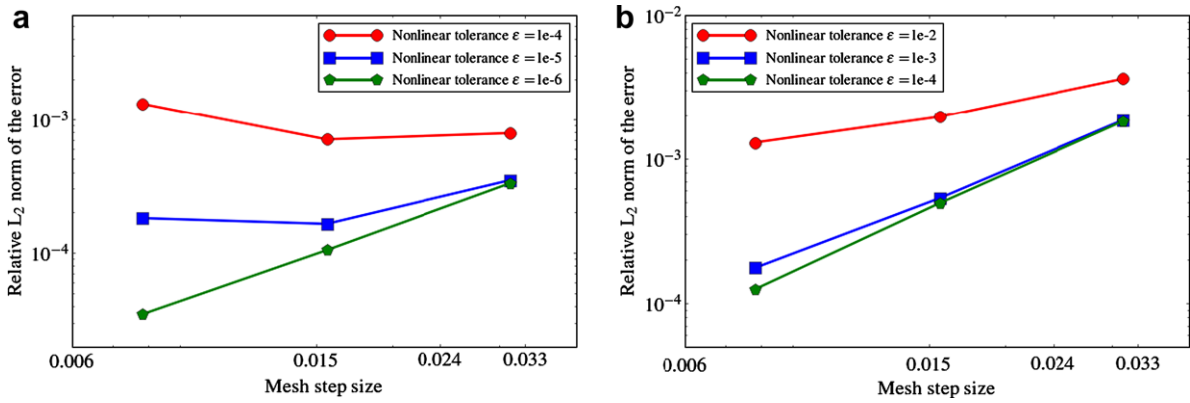 a
Relative L₂ norm of the error
10⁻³
10⁻⁴
Nonlinear tolerance ε = 1e-4
Nonlinear tolerance ε = 1e-5
Nonlinear tolerance ε = 1e-6
0.006
0.015
0.024
0.033
Mesh step size
b
Relative L₂ norm of the error
10⁻²
10⁻³
10⁻⁴
Nonlinear tolerance ε = 1e-2
Nonlinear tolerance ε = 1e-3
Nonlinear tolerance ε = 1e-4
0.006
0.015
0.024
0.033
Mesh step size